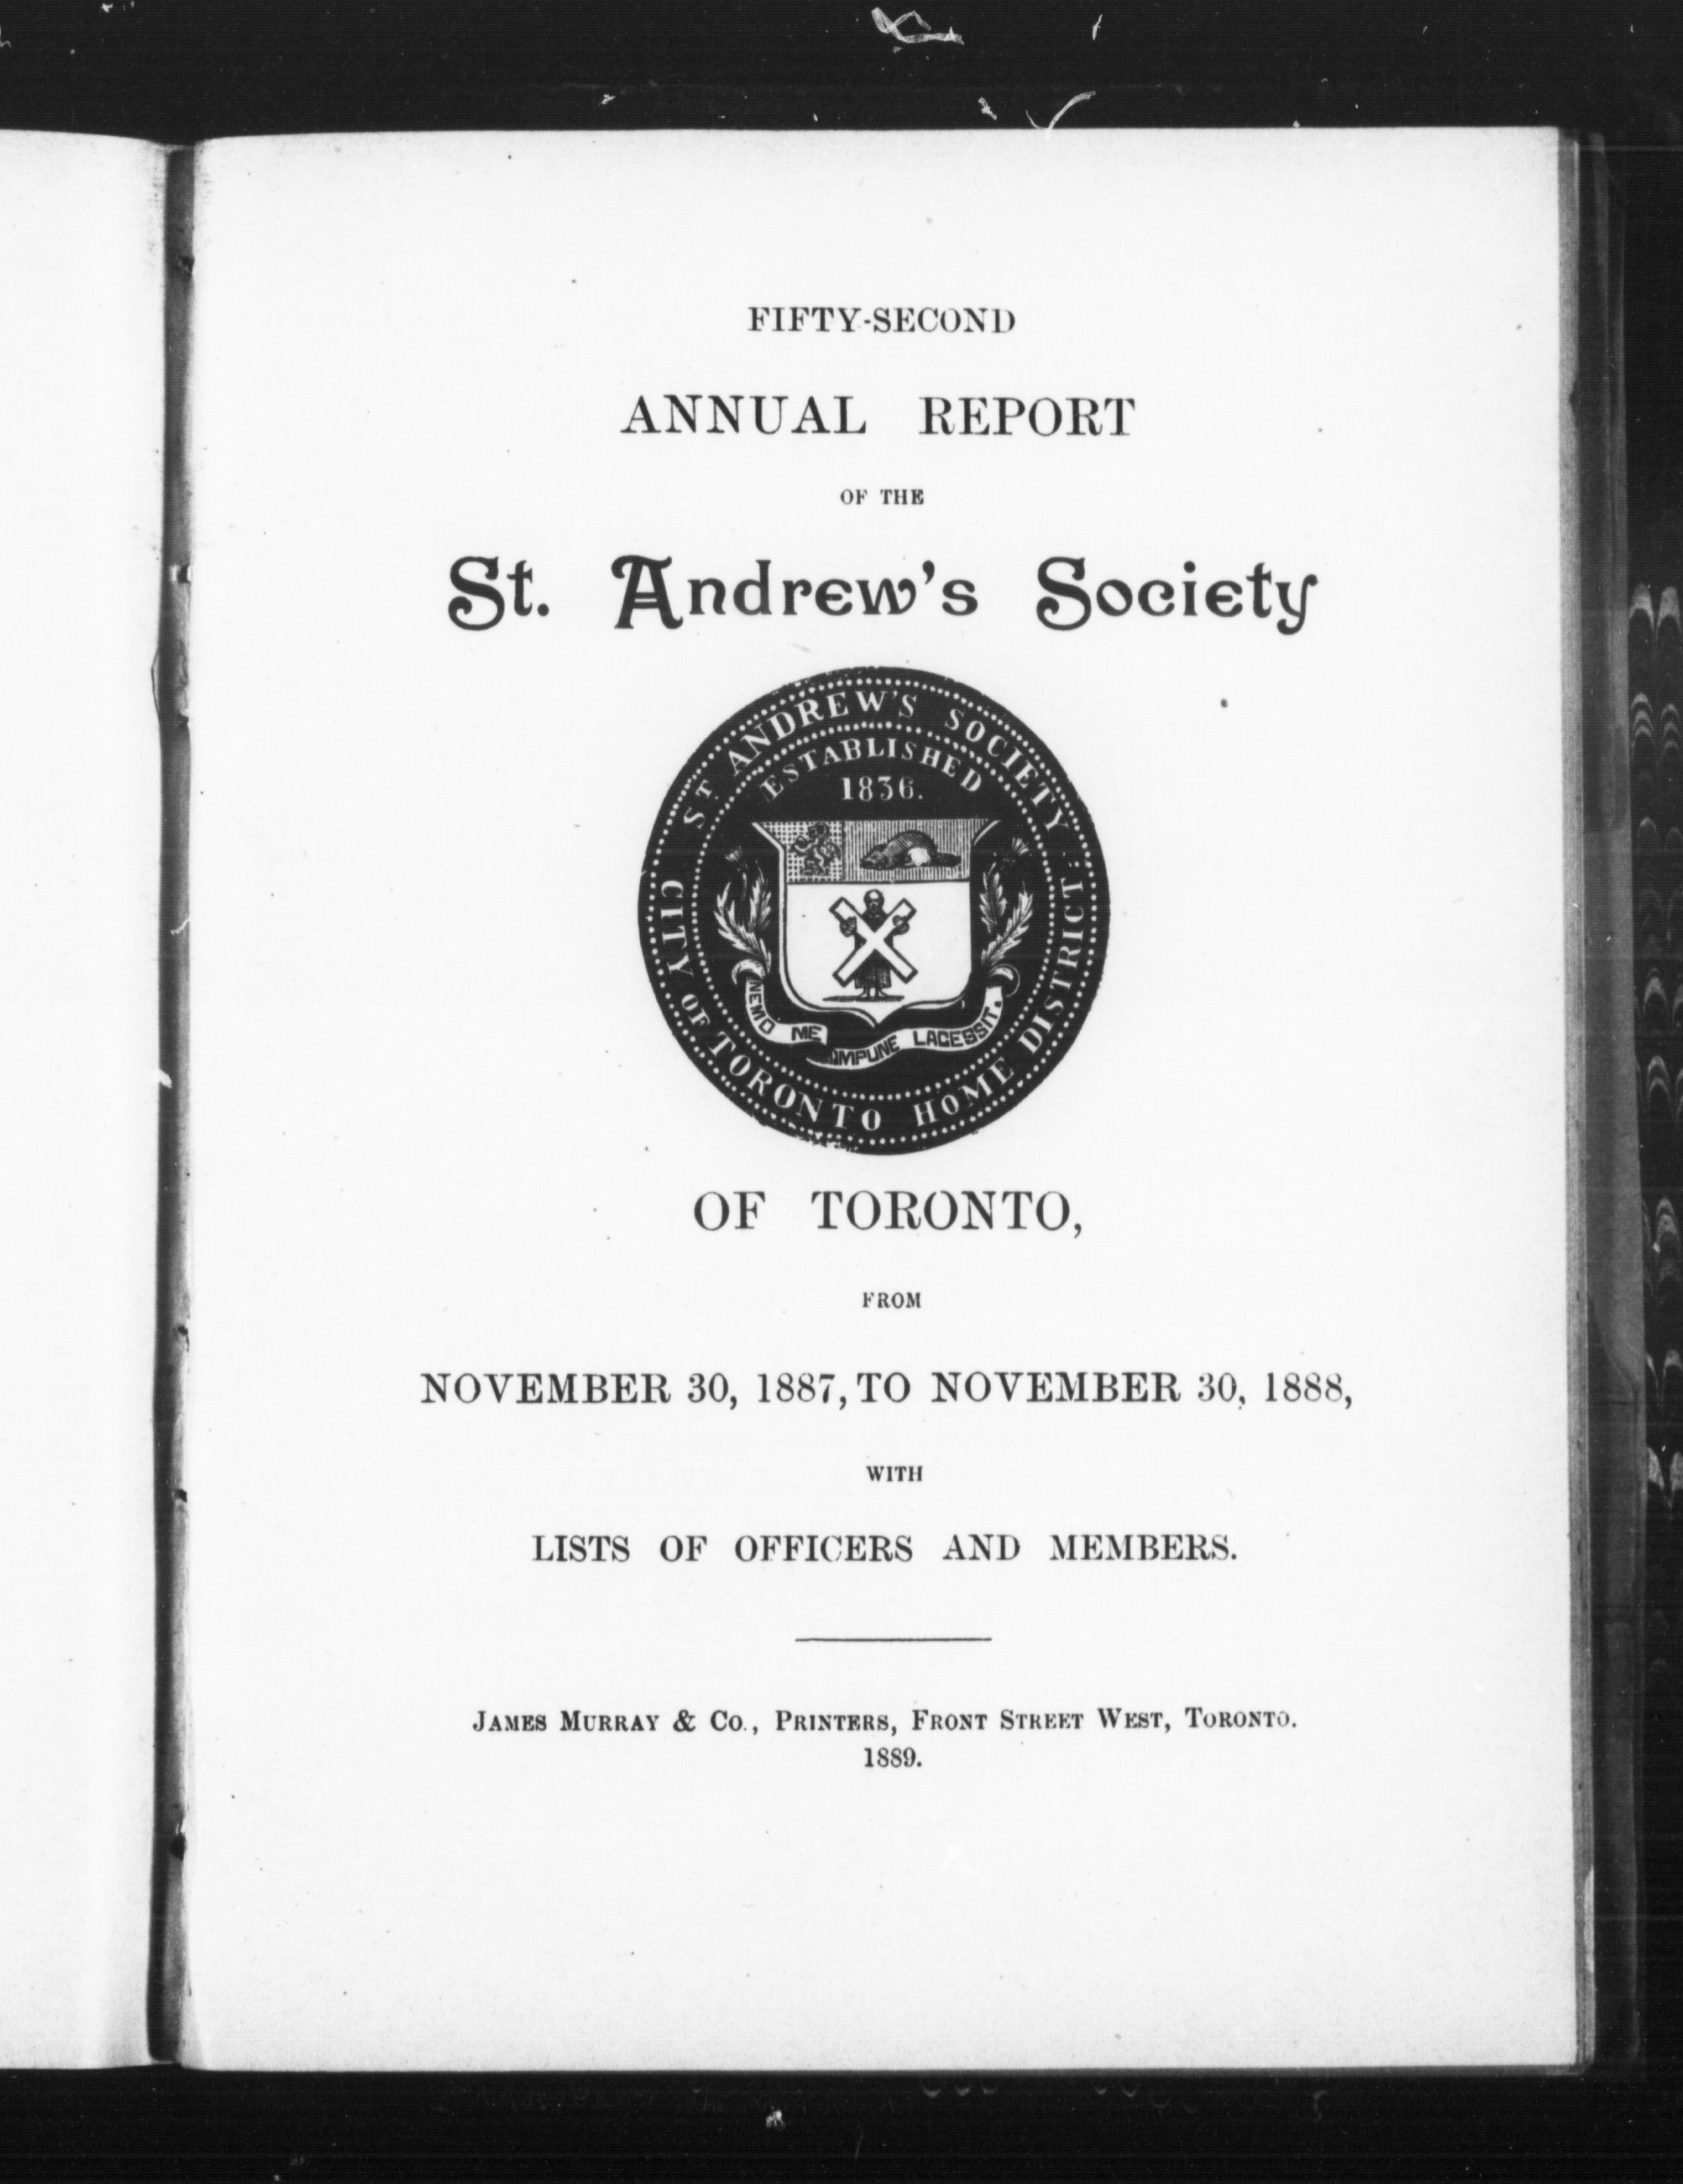 FIFTY-SECOND
ANNUAL REPORT
OF THE
St. Andrew's Society
ST. ANDREW'S SOCIETY
ESTABLISHED
1836.
CITY OF TORONTO HOME DISTRICT
NEMO ME IMPUNE LACESSIT.
OF TORONTO,
FROM
NOVEMBER 30, 1887, TO NOVEMBER 30, 1888,
WITH
LISTS OF OFFICERS AND MEMBERS.
JAMES MURRAY & CO., PRINTERS, FRONT STREET WEST, TORONTO.
1889.